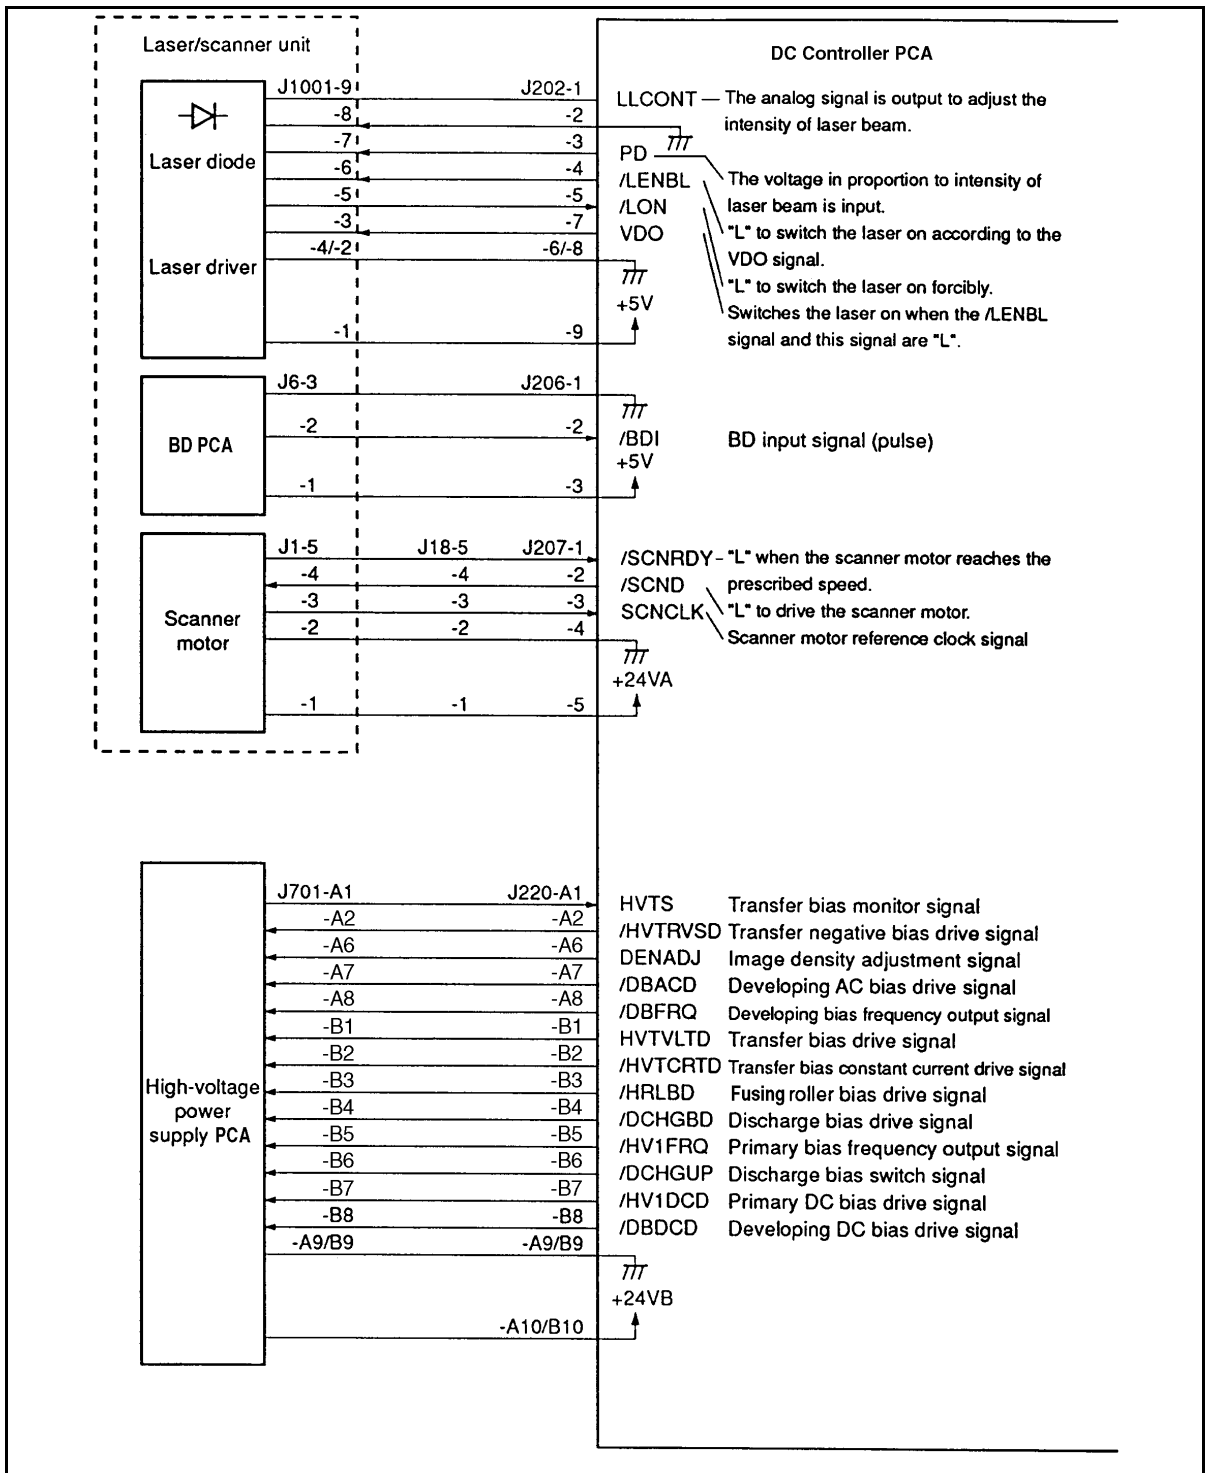 Laser/scanner unit
DC Controller PCA
J1001-9 J202-1 LLCONT — The analog signal is output to adjust the
intensity of laser beam.
-8 -2
-7 -3 PD
Laser diode
-6 -4 /LENBL The voltage in proportion to intensity of
laser beam is input.
-5 -5 /LON
-3 -7 VDO "L" to switch the laser on according to the
VDO signal.
-4/-2 -6/-8
Laser driver
"L" to switch the laser on forcibly.
+5V
Switches the laser on when the /LENBL
signal and this signal are "L".
-1 -9
J6-3 J206-1
-2 -2 /BDI BD input signal (pulse)
BD PCA
+5V
-1 -3
J1-5 J18-5 J207-1 /SCNRDY - "L" when the scanner motor reaches the
prescribed speed.
-4 -4 -2 /SCND
-3 -3 -3 SCNCLK "L" to drive the scanner motor.
Scanner
motor
-2 -2 -4 Scanner motor reference clock signal
+24VA
-1 -1 -5
J701-A1 J220-A1 HVTS Transfer bias monitor signal
-A2 -A2 /HVTRVSD Transfer negative bias drive signal
-A6 -A6 DENADJ Image density adjustment signal
-A7 -A7 /DBACD Developing AC bias drive signal
-A8 -A8 /DBFRQ Developing bias frequency output signal
-B1 -B1 HVTVLTD Transfer bias drive signal
-B2 -B2 /HVTCRTD Transfer bias constant current drive signal
High-voltage
power
supply PCA
-B3 -B3 /HRLBD Fusing roller bias drive signal
-B4 -B4 /DCHGBD Discharge bias drive signal
-B5 -B5 /HV1FRQ Primary bias frequency output signal
-B6 -B6 /DCHGUP Discharge bias switch signal
-B7 -B7 /HV1DCD Primary DC bias drive signal
-B8 -B8 /DBDCD Developing DC bias drive signal
-A9/B9 -A9/B9
+24VB
-A10/B10